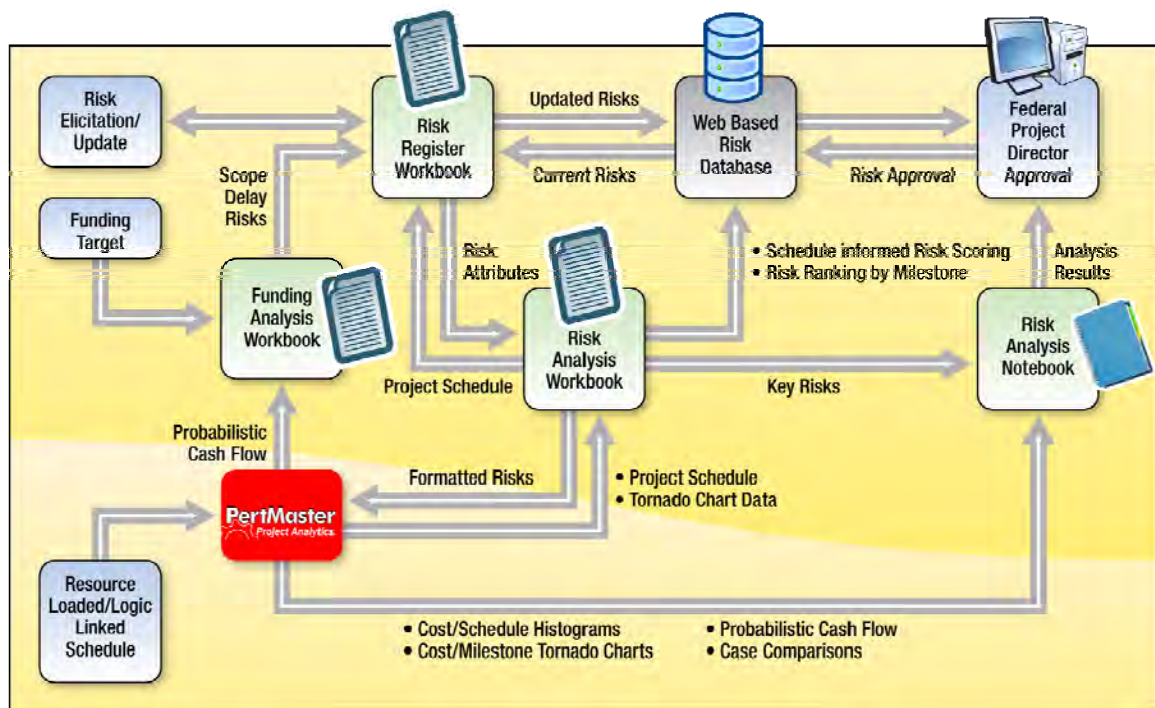 Risk
Elicitation/
Update
Risk
Register
Workbook
Updated Risks
Current Risks
Web Based
Risk
Database
Risk Approval
Federal
Project
Director
Approval
Scope
Delay
Risks
Funding
Target
Funding
Analysis
Workbook
Risk
Attributes
Risk
Analysis
Workbook
• Schedule informed Risk Scoring
• Risk Ranking by Milestone
Analysis
Results
Risk
Analysis
Notebook
Project Schedule
Key Risks
Probabilistic
Cash Flow
Formatted Risks
• Project Schedule
• Tornado Chart Data
PertMaster
Project Analytics.
Resource
Loaded/Logic
Linked
Schedule
• Cost/Schedule Histograms
• Cost/Milestone Tornado Charts
• Probabilistic Cash Flow
• Case Comparisons